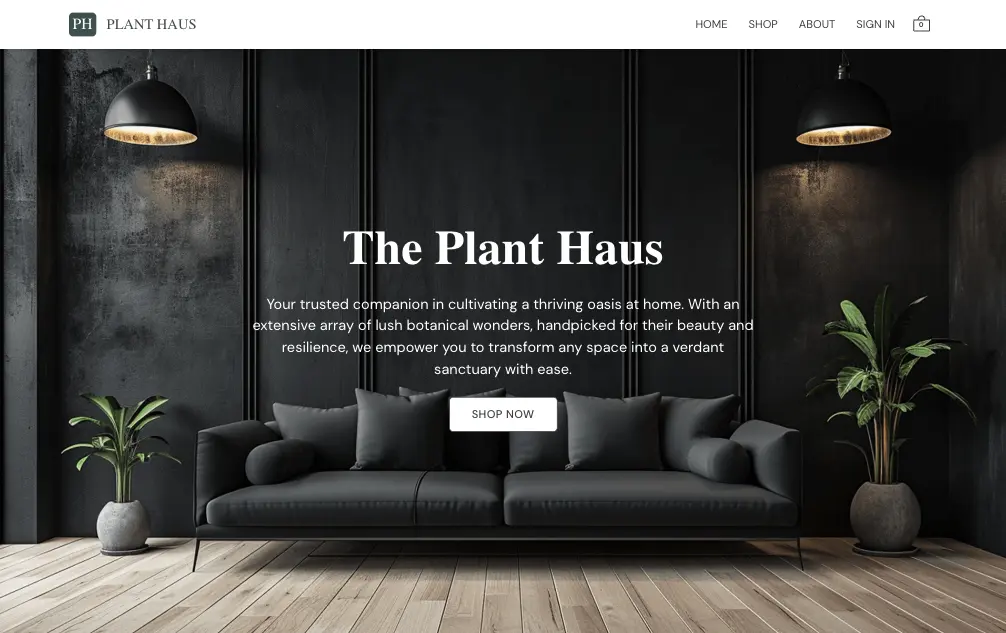 PH PLANT HAUS HOME SHOP ABOUT SIGN IN 0
The Plant Haus
Your trusted companion in cultivating a thriving oasis at home. With an
extensive array of lush botanical wonders, handpicked for their beauty and
resilience, we empower you to transform any space into a verdant
sanctuary with ease.
SHOP NOW